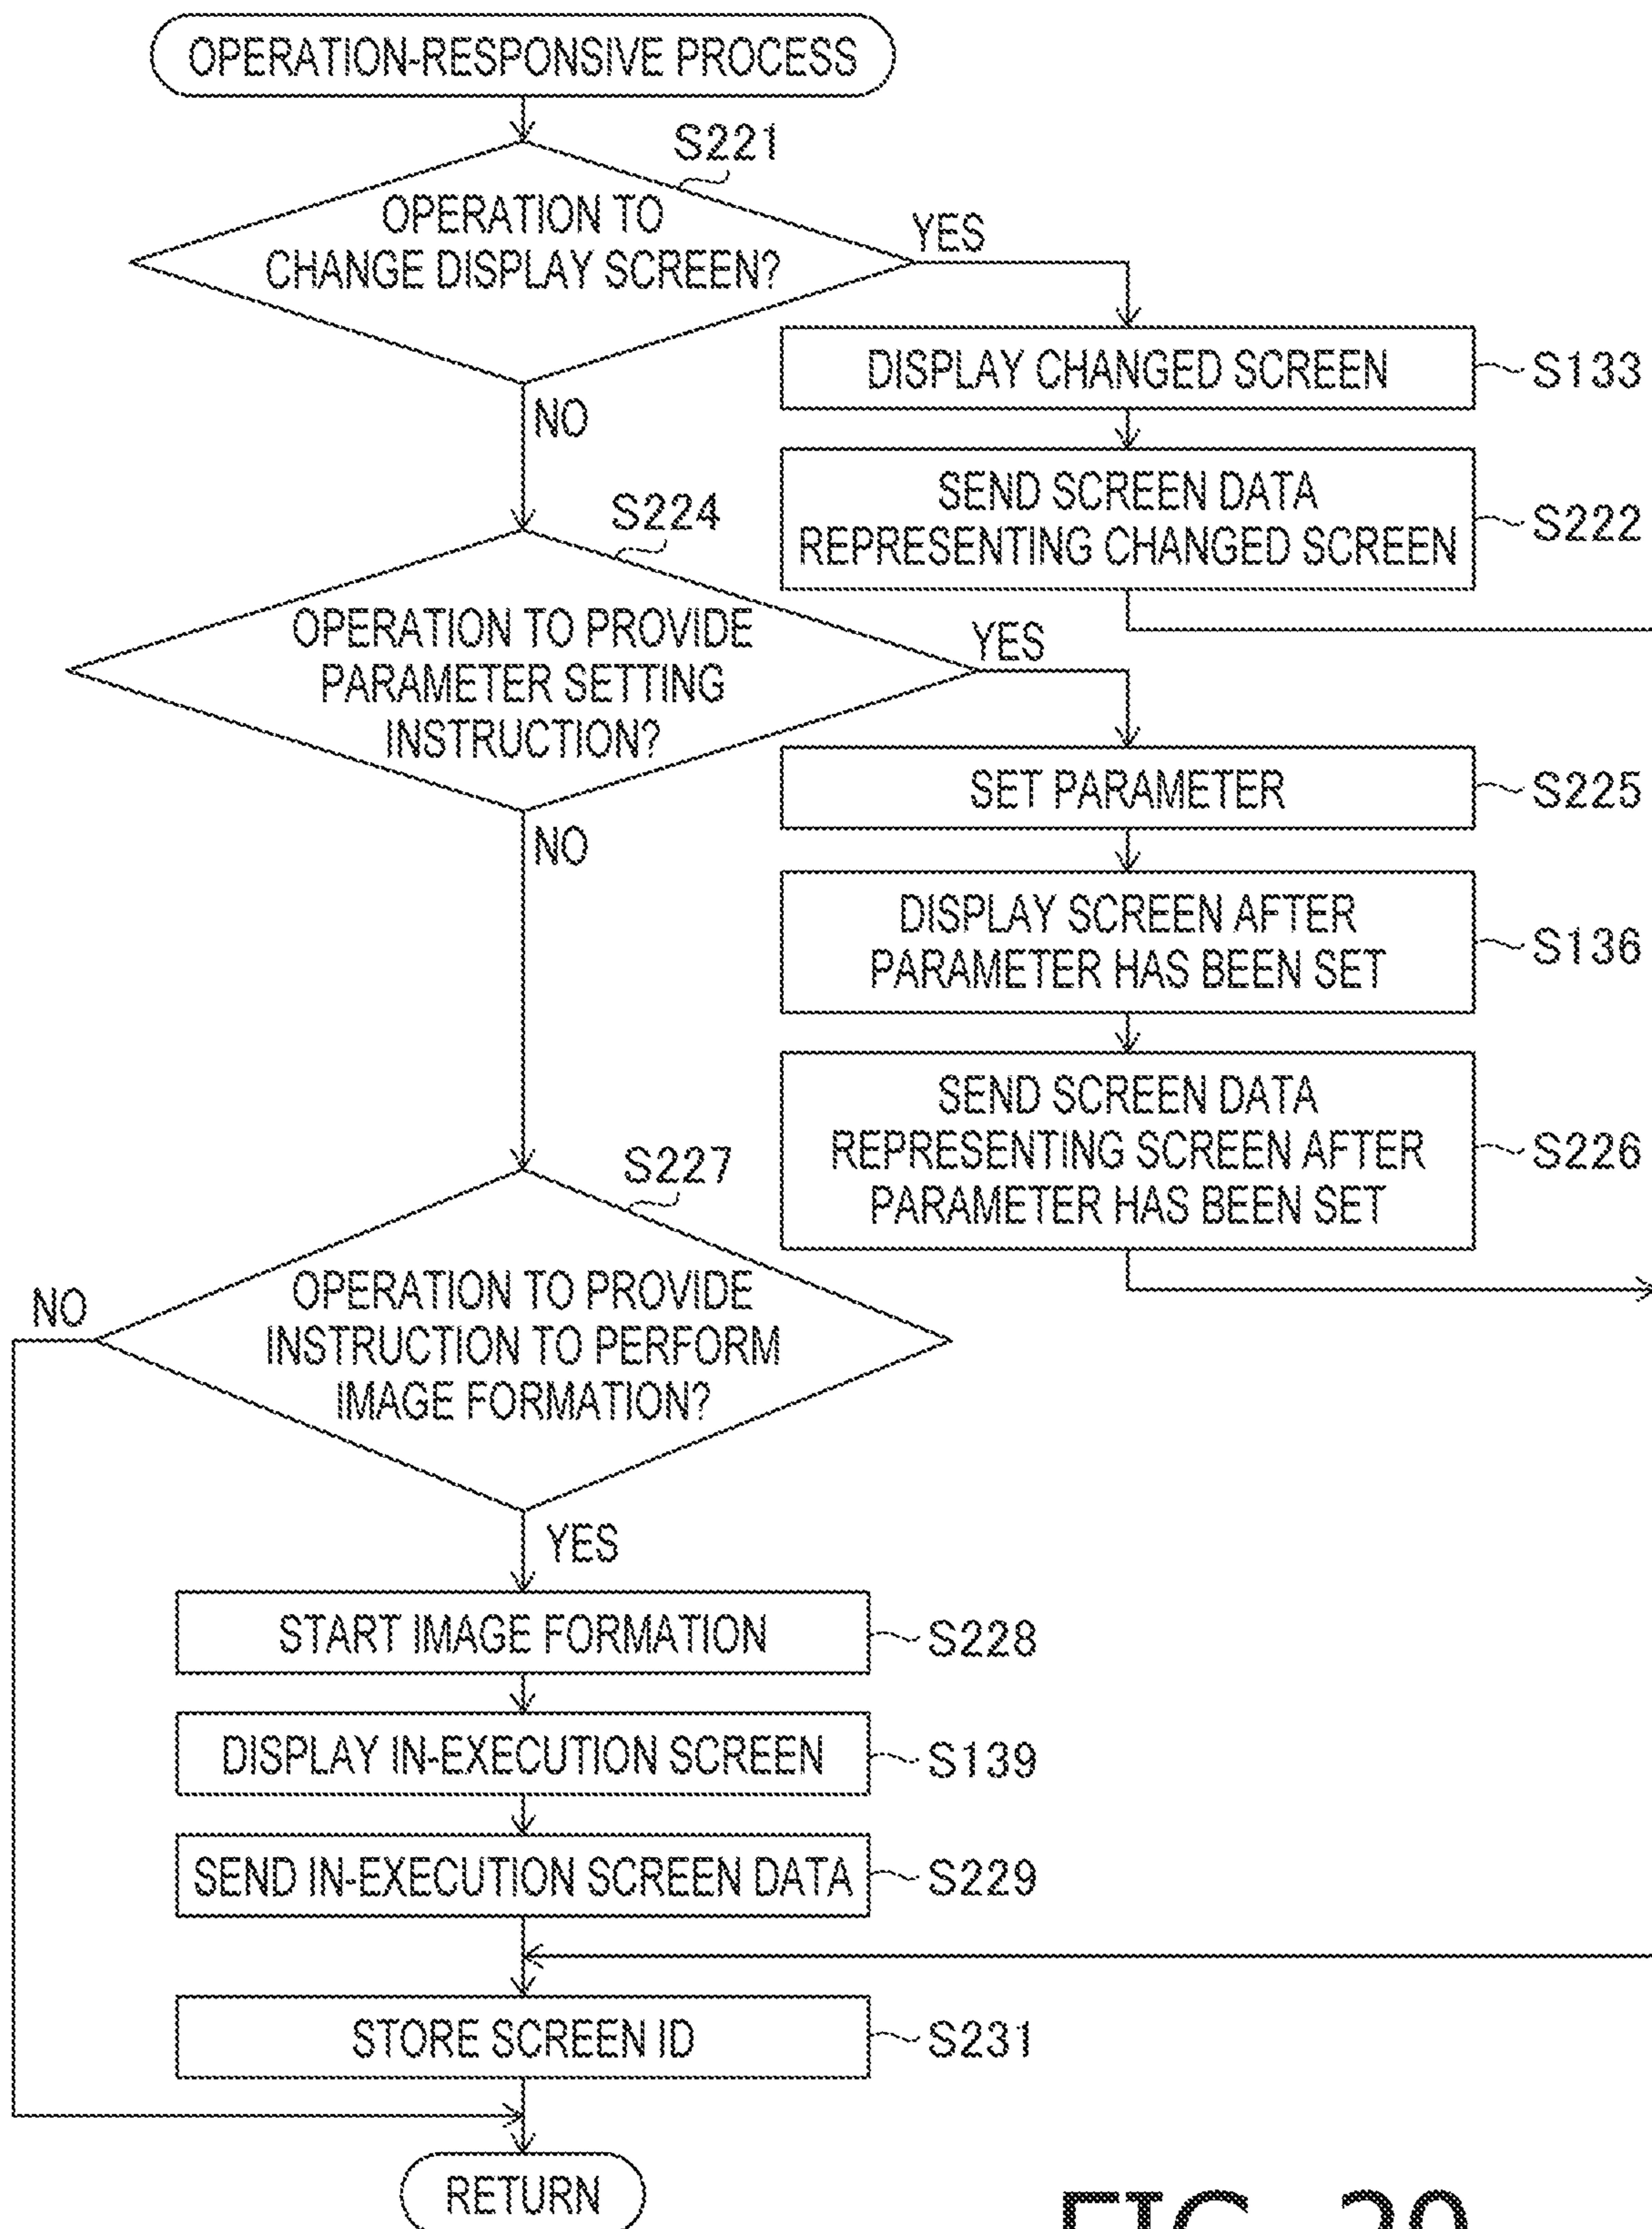 OPERATION-RESPONSIVE PROCESS
S221
OPERATION TO
CHANGE DISPLAY SCREEN?
YES
NO
DISPLAY CHANGED SCREEN
S133
SEND SCREEN DATA
REPRESENTING CHANGED SCREEN
S222
S224
OPERATION TO PROVIDE
PARAMETER SETTING
INSTRUCTION?
YES
NO
SET PARAMETER
S225
DISPLAY SCREEN AFTER
PARAMETER HAS BEEN SET
S136
SEND SCREEN DATA
REPRESENTING SCREEN AFTER
PARAMETER HAS BEEN SET
S226
S227
OPERATION TO PROVIDE
INSTRUCTION TO PERFORM
IMAGE FORMATION?
NO
YES
START IMAGE FORMATION
S228
DISPLAY IN-EXECUTION SCREEN
S139
SEND IN-EXECUTION SCREEN DATA
S229
STORE SCREEN ID
S231
RETURN